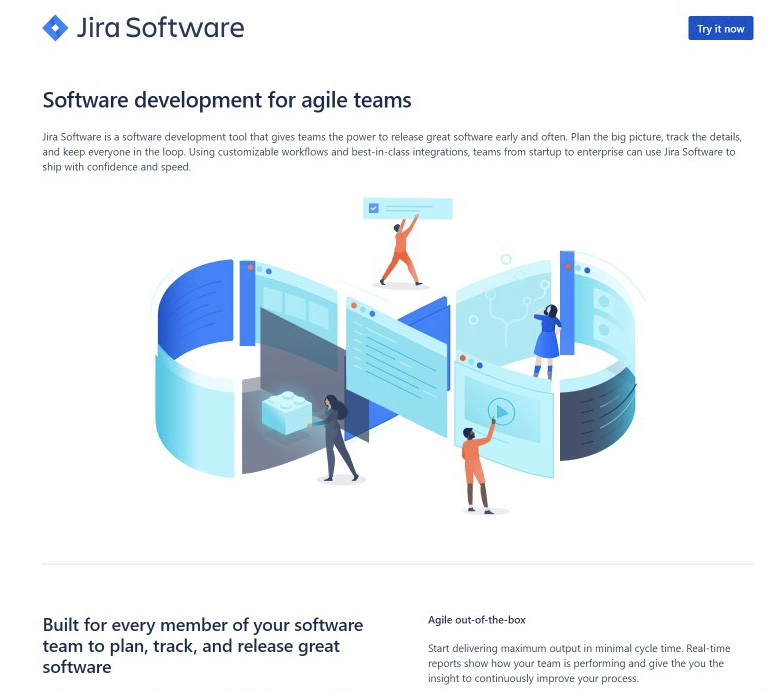 Jira Software
Try it now
Software development for agile teams
Jira Software is a software development tool that gives teams the power to release great software early and often. Plan the big picture, track the details,
and keep everyone in the loop. Using customizable workflows and best-in-class integrations, teams from startup to enterprise can use Jira Software to
ship with confidence and speed.
Built for every member of your software
team to plan, track, and release great
software
Agile out-of-the-box
Start delivering maximum output in minimal cycle time. Real-time
reports show how your team is performing and give the you the
insight to continuously improve your process.